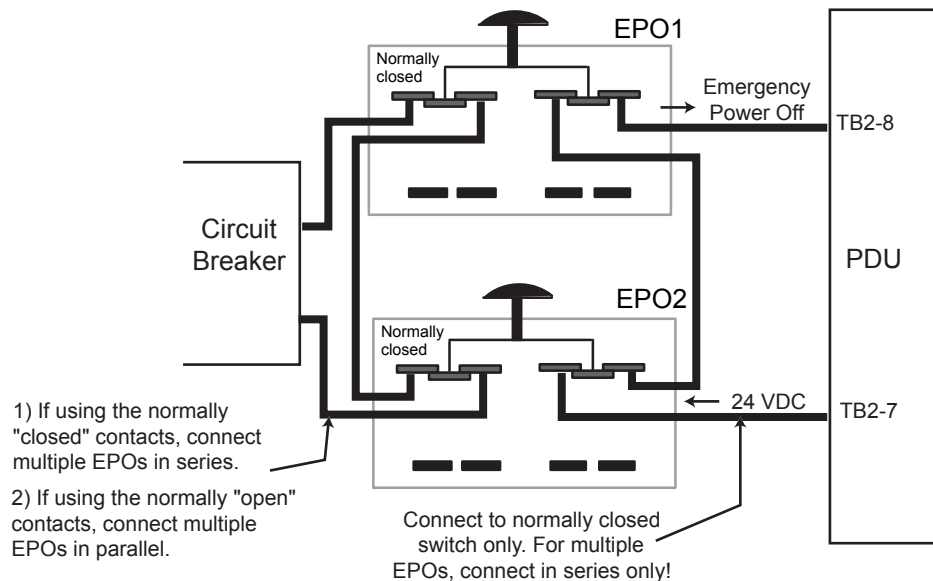 EPO1
Normally
closed
Emergency
Power Off
TB2-8
Circuit
Breaker
PDU
EPO2
Normally
closed
24 VDC
TB2-7
1) If using the normally
"closed" contacts, connect
multiple EPOs in series.
2) If using the normally "open"
contacts, connect multiple
EPOs in parallel.
Connect to normally closed
switch only. For multiple
EPOs, connect in series only!